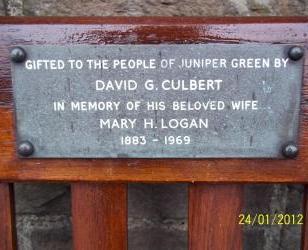 GIFTED TO THE PEOPLE OF JUNIPER GREEN BY
DAVID G. CULBERT
IN MEMORY OF HIS BELOVED WIFE
MARY H. LOGAN
1883 - 1969
24/01/2012